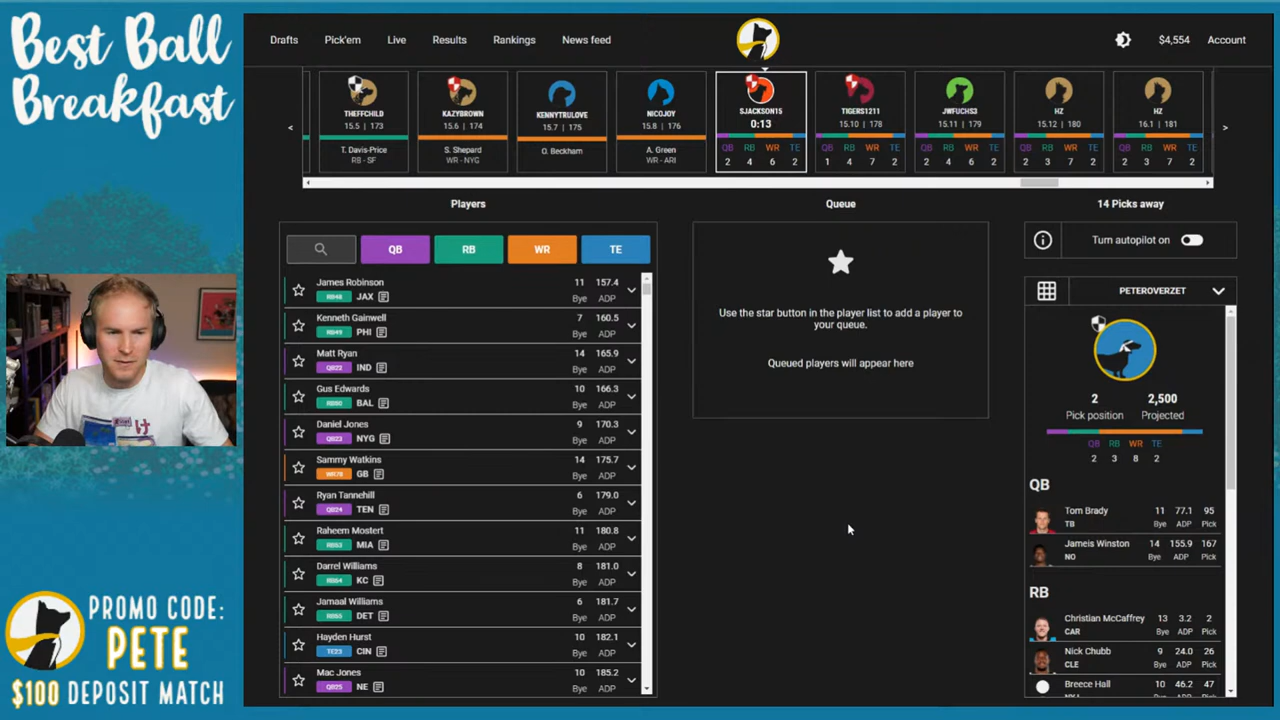 Best Ball
Breakfast
PROMO CODE:
PETE
$100 DEPOSIT MATCH
Drafts Pick'em Live Results Rankings News feed $4,554 Account
< THEFFCHILD KAZYBROWN KENNYTRULOVE NICOJOY SJACKSON15 TIGERS1211 JWFUCHS3 HZ HZ >
15.5 | 173 15.6 | 174 15.7 | 175 15.8 | 176 0:13 15.10 | 178 15.11 | 179 15.12 | 180 16.1 | 181
T. Davis-Price S. Shepard O. Beckham A. Green QB RB WR TE QB RB WR TE QB RB WR TE QB RB WR TE QB RB WR TE
RB - SF WR - NYG WR - ARI 2 4 6 2 1 4 7 2 2 4 6 2 2 3 7 2 2 3 7 2
Players
QB RB WR TE
James Robinson 11 157.4
RB48 JAX Bye ADP
Kenneth Gainwell 7 160.5
RB49 PHI Bye ADP
Matt Ryan 14 165.9
QB22 IND Bye ADP
Gus Edwards 10 166.3
RB50 BAL Bye ADP
Daniel Jones 9 170.3
QB23 NYG Bye ADP
Sammy Watkins 14 175.7
WR78 GB Bye ADP
Ryan Tannehill 6 179.0
QB24 TEN Bye ADP
Raheem Mostert 11 180.8
RB53 MIA Bye ADP
Darrel Williams 8 181.0
RB54 KC Bye ADP
Jamaal Williams 6 181.7
RB55 DET Bye ADP
Hayden Hurst 10 182.1
TE23 CIN Bye ADP
Mac Jones 10 185.2
QB25 NE Bye ADP
Queue
Use the star button in the player list to add a player to
your queue.
Queued players will appear here
14 Picks away
Turn autopilot on
PETEROVERZET
2 2,500
Pick position Projected
QB RB WR TE
2 3 8 2
QB
Tom Brady 11 77.1 95
TB Bye ADP Pick
Jameis Winston 14 155.9 167
NO Bye ADP Pick
RB
Christian McCaffrey 13 3.2 2
CAR Bye ADP Pick
Nick Chubb 9 24.0 26
CLE Bye ADP Pick
Breece Hall 10 46.2 47
Bye ADP Pick